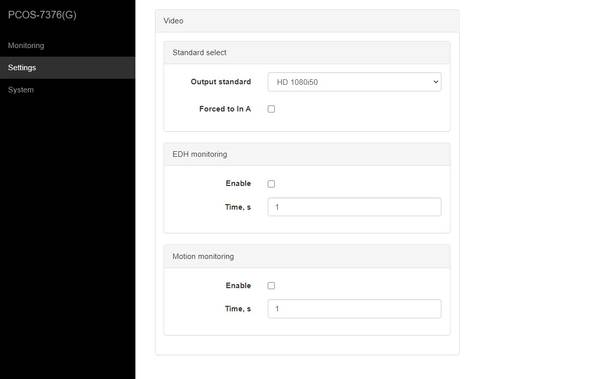 PCOS-7376(G)
Monitoring
Settings
System
Video
Standard select
Output standard HD 1080i50
Forced to In A
EDH monitoring
Enable
Time, s 1
Motion monitoring
Enable
Time, s 1